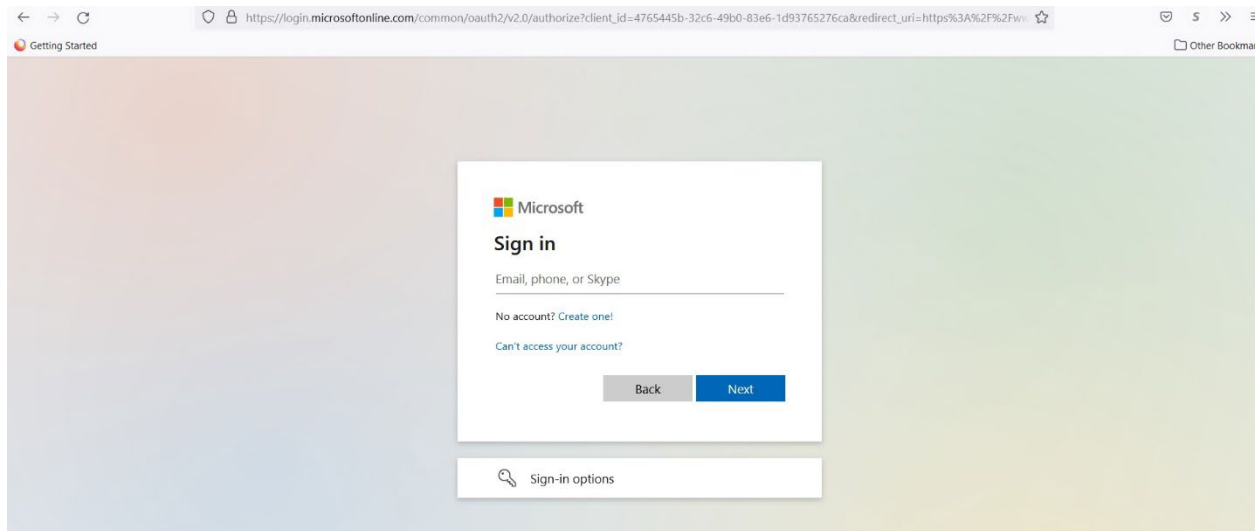 https://login.microsoftonline.com/common/oauth2/v2.0/authorize?client_id=4765445b-32c6-49b0-83e6-1d93765276ca&redirect_uri=https%3A%2F%2Fw
S
Getting Started
Other Bookmar
Microsoft
Sign in
Email, phone, or Skype
No account? Create one!
Can't access your account?
Back Next
Sign-in options